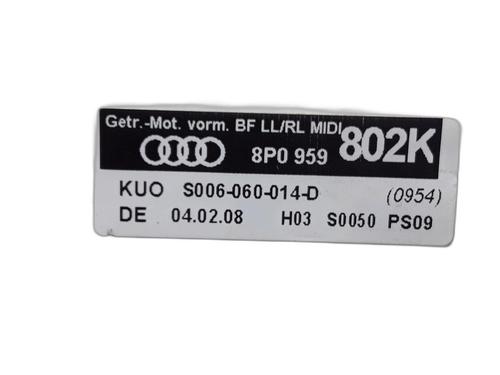 Getr.-Mot. vorm. BF LL/RL MIDI
8P0 959 802K
KUO S006-060-014-D (0954)
DE 04.02.08 H03 S0050 PS09